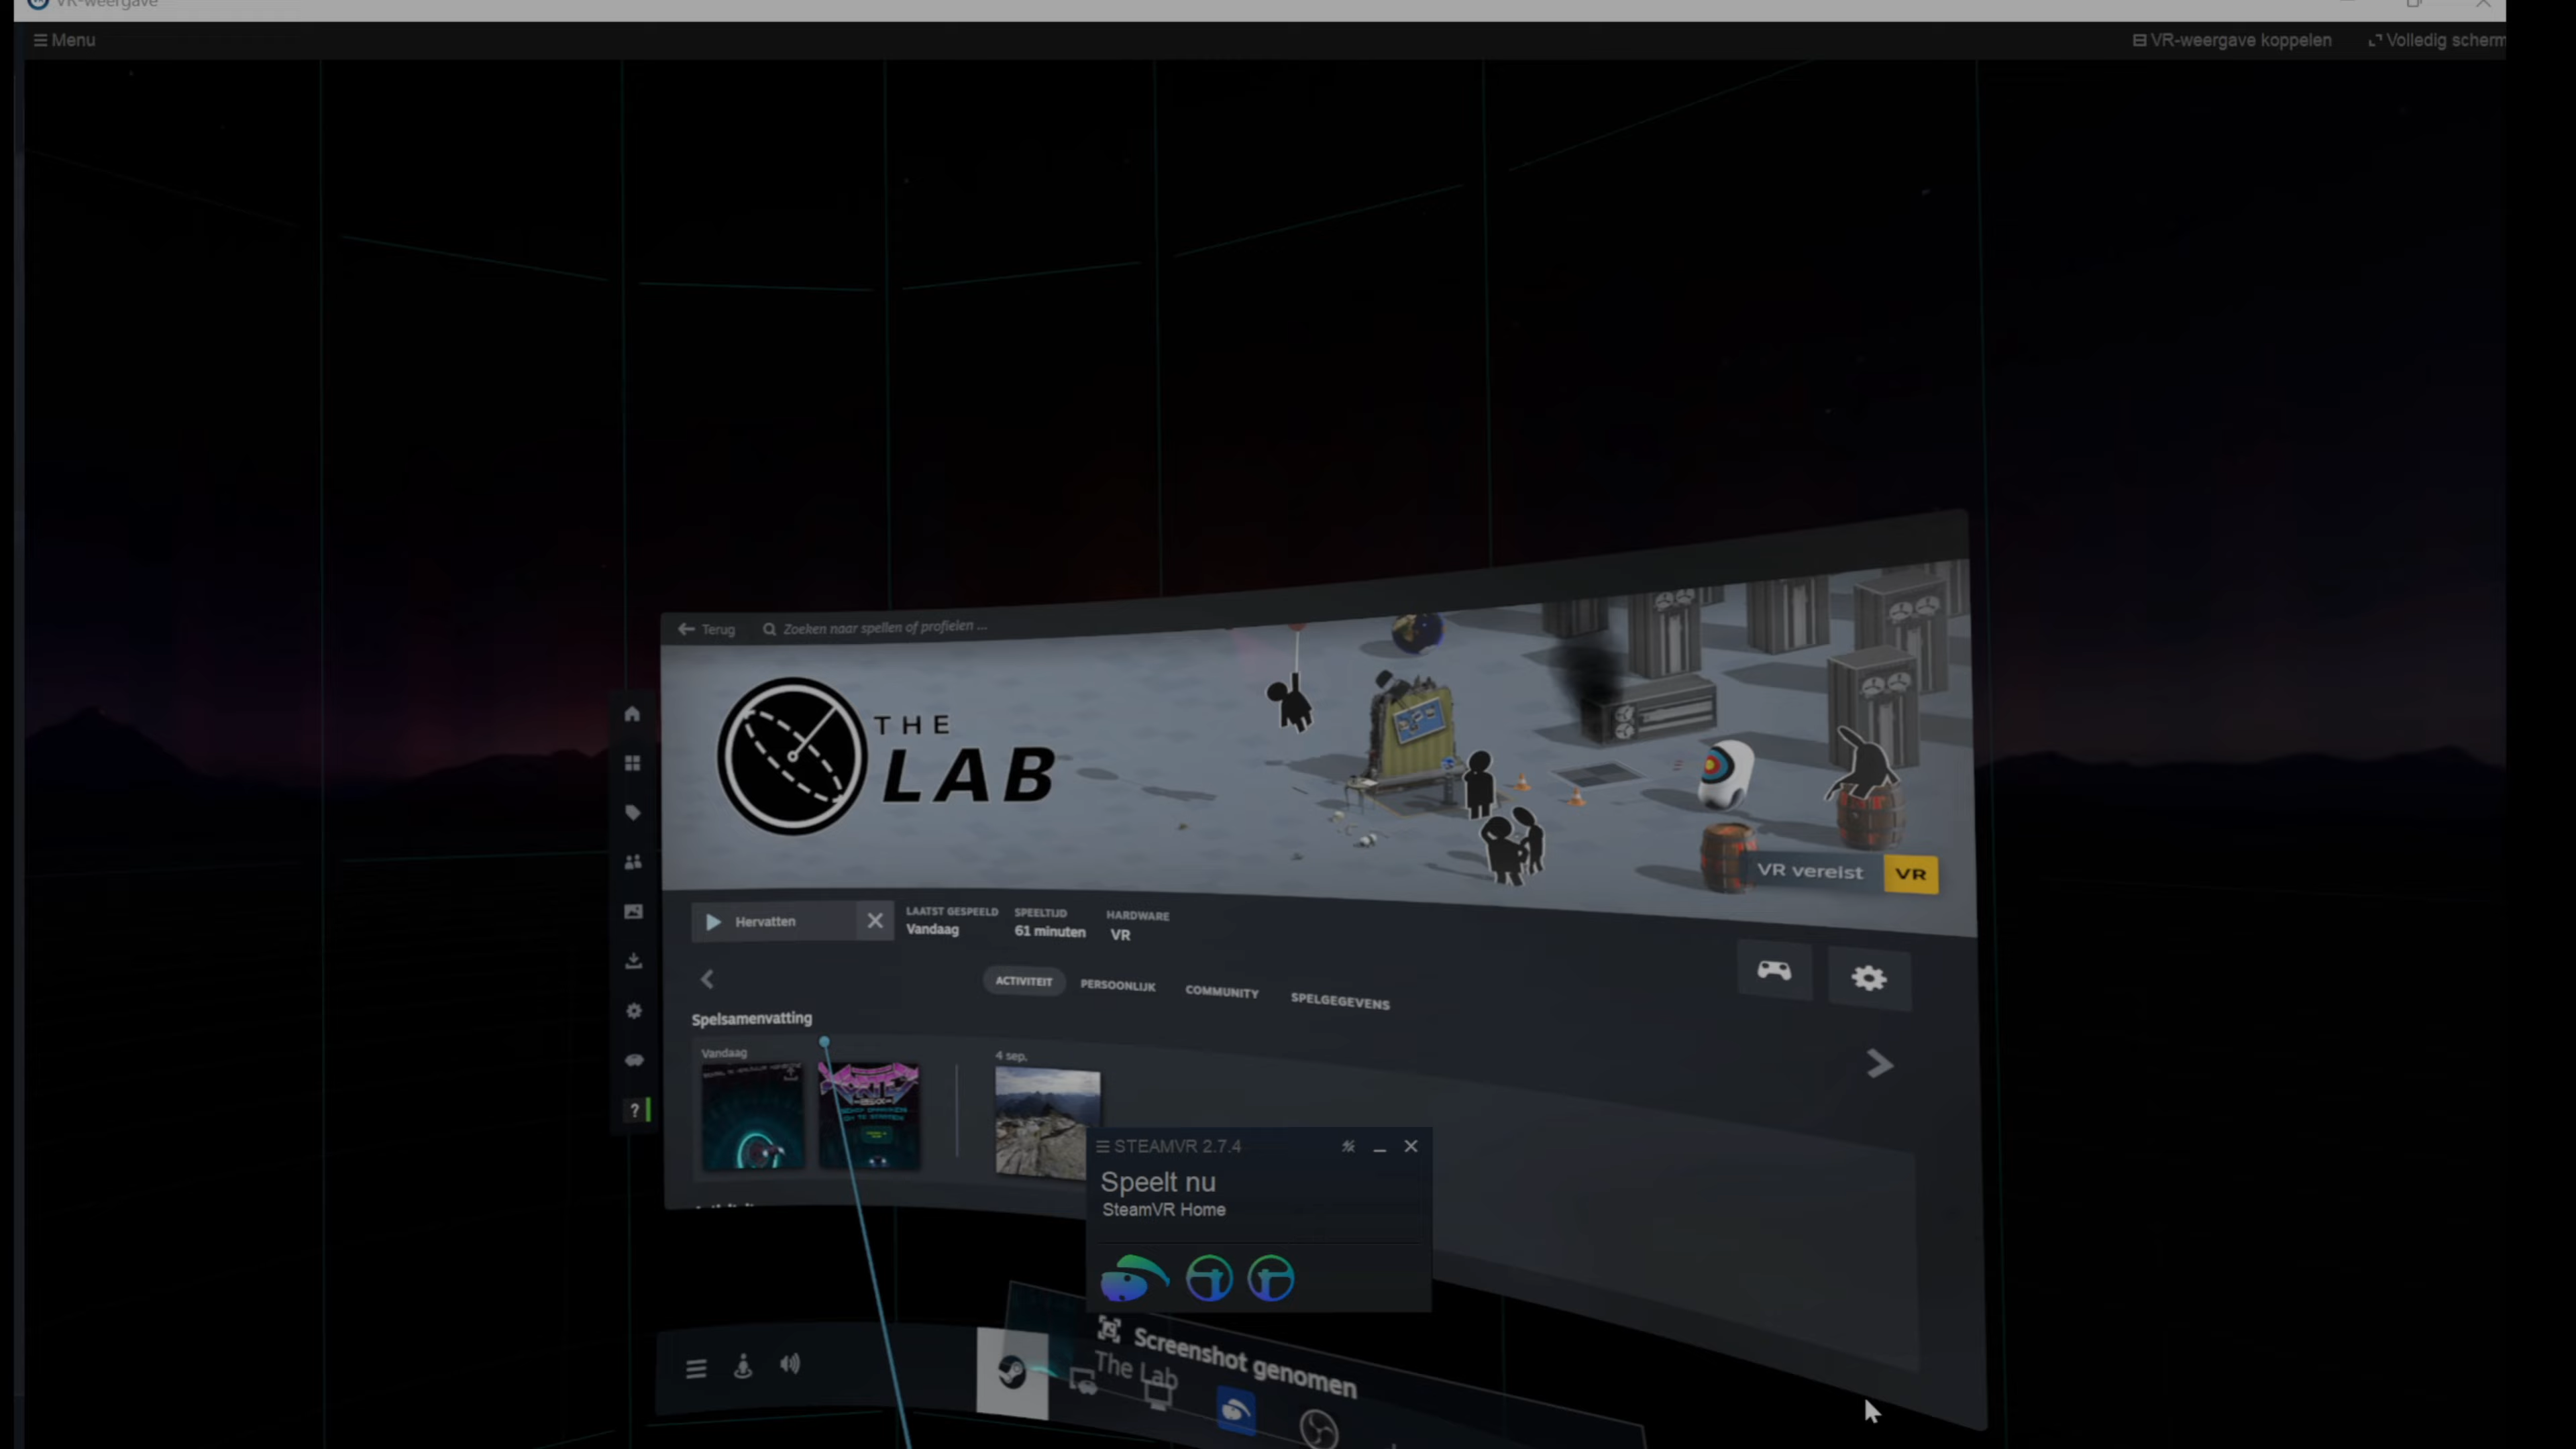 VR-weergave
Menu
VR-weergave koppelen
Volledig scherm
Terug
Zoeken naar spellen of profielen ...
THE
LAB
VR vereist
VR
Hervatten
LAATST GESPEELD
Vandaag
SPEELTIJD
61 minuten
HARDWARE
VR
ACTIVITEIT
PERSOONLIJK
COMMUNITY
SPELGEGEVENS
Spelsamenvatting
Vandaag
4 sep.
?
STEAMVR 2.7.4
Speelt nu
SteamVR Home
Screenshot genomen
The Lab